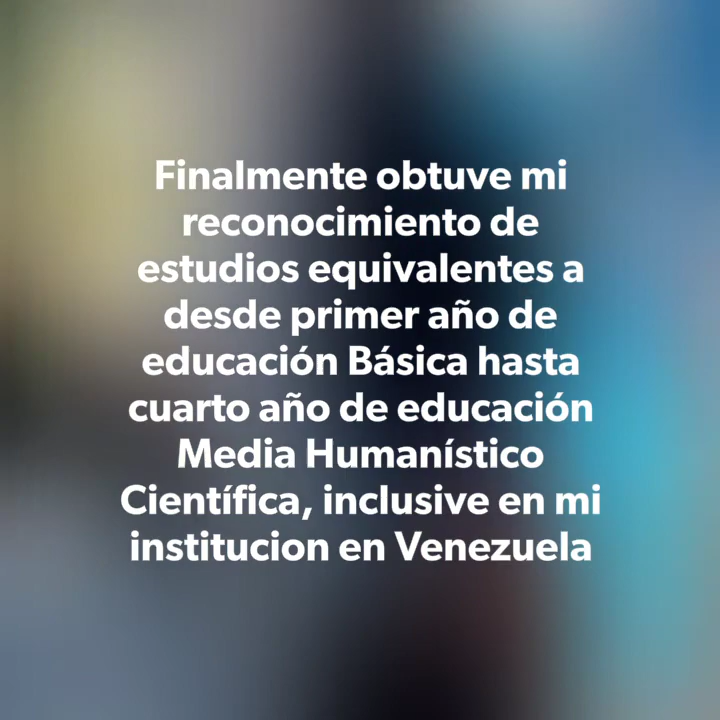 Finalmente obtuve mi
reconocimiento de
estudios equivalentes a
desde primer año de
educación Básica hasta
cuarto año de educación
Media Humanístico
Científica, inclusive en mi
institucion en Venezuela